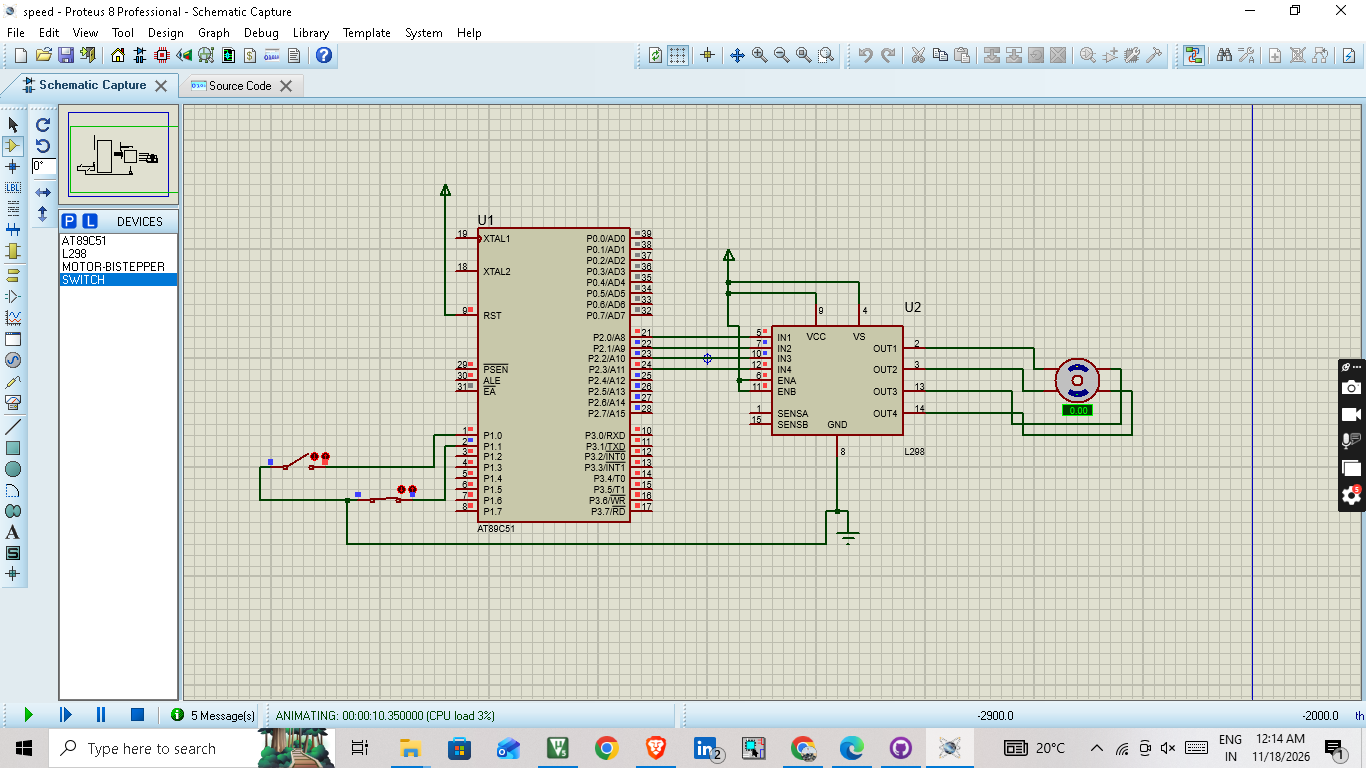 speed - Proteus 8 Professional - Schematic Capture
File Edit View Tool Design Graph Debug Library Template System Help
Schematic Capture
Source Code
0°
LBL
P L DEVICES
AT89C51
L298
MOTOR-BISTEPPER
SWITCH
A
S
U1
19 XTAL1
18 XTAL2
9 RST
29 PSEN
30 ALE
31 EA
1 P1.0
2 P1.1
3 P1.2
4 P1.3
5 P1.4
6 P1.5
7 P1.6
8 P1.7
P0.0/AD0 39
P0.1/AD1 38
P0.2/AD2 37
P0.3/AD3 36
P0.4/AD4 35
P0.5/AD5 34
P0.6/AD6 33
P0.7/AD7 32
P2.0/A8 21
P2.1/A9 22
P2.2/A10 23
P2.3/A11 24
P2.4/A12 25
P2.5/A13 26
P2.6/A14 27
P2.7/A15 28
P3.0/RXD 10
P3.1/TXD 11
P3.2/INT0 12
P3.3/INT1 13
P3.4/T0 14
P3.5/T1 15
P3.6/WR 16
P3.7/RD 17
AT89C51
U2
9 4
VCC VS
5 IN1
7 IN2
10 IN3
12 IN4
6 ENA
11 ENB
1 SENSA
15 SENSB
OUT1 2
OUT2 3
OUT3 13
OUT4 14
GND
8
L298
0.00
5 Message(s)
ANIMATING: 00:00:10.350000 (CPU load 3%)
-2900.0
-2000.0 th
Type here to search
2
ENG
IN
20°C
12:14 AM
11/18/2026
1
5